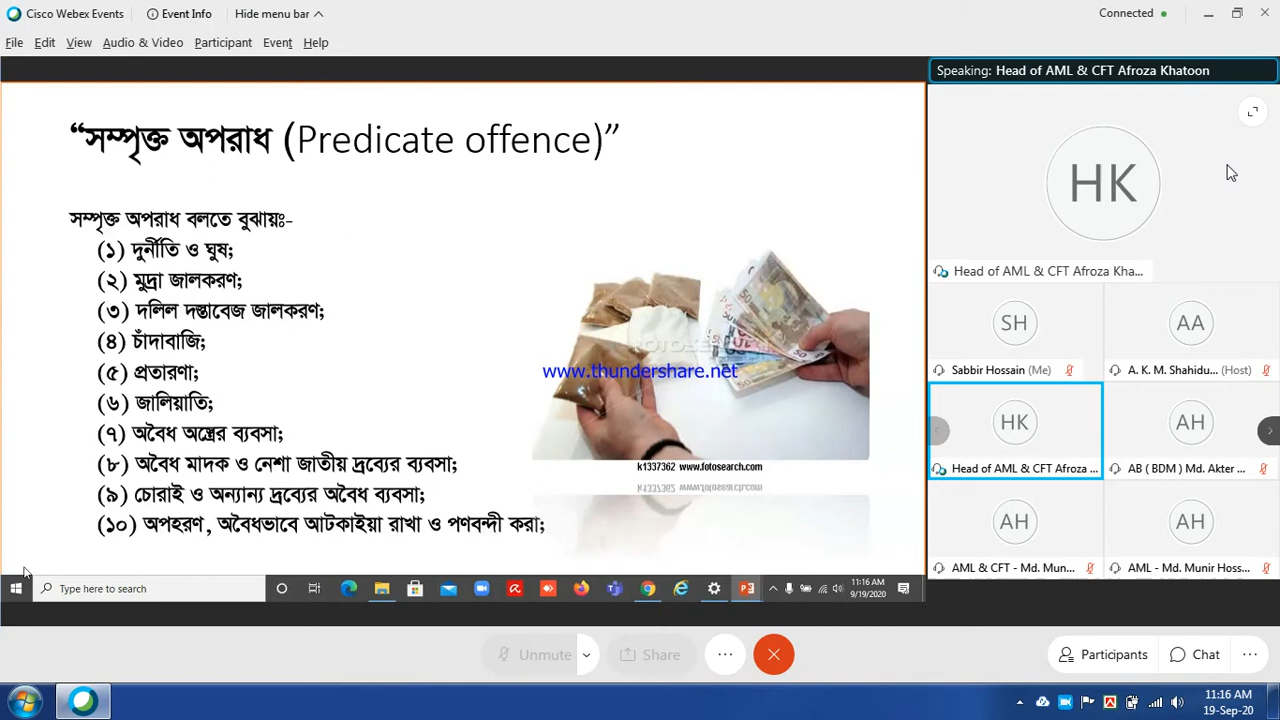 Cisco Webex Events
Event Info
Hide menu bar
Connected
File Edit View Audio & Video Participant Event Help
Speaking: Head of AML & CFT Afroza Khatoon
“সম্পৃক্ত অপরাধ (Predicate offence)”
সম্পৃক্ত অপরাধ বলতে বুঝায়ঃ-
(১) দুর্নীতি ও ঘুষ;
(২) মুদ্রা জালকরণ;
(৩) দলিল দস্তাবেজ জালকরণ;
(৪) চাঁদাবাজি;
(৫) প্রতারণা;
(৬) জালিয়াতি;
(৭) অবৈধ অস্ত্রের ব্যবসা;
(৮) অবৈধ মাদক ও নেশা জাতীয় দ্রব্যের ব্যবসা;
(৯) চোরাই ও অন্যান্য দ্রব্যের অবৈধ ব্যবসা;
(১০) অপহরণ, অবৈধভাবে আটকাইয়া রাখা ও পণবন্দী করা;
FOTOSEARCH
www.thundershare.net
k1337362 www.fotosearch.com
HK
Head of AML & CFT Afroza Kha...
SH
Sabbir Hossain (Me)
AA
A. K. M. Shahidu... (Host)
HK
Head of AML & CFT Afroza ...
AH
AB ( BDM ) Md. Akter ...
AH
AML & CFT - Md. Mun...
AH
AML - Md. Munir Hoss...
Type here to search
11:16 AM
9/19/2020
Unmute
Share
Participants
Chat
11:16 AM
19-Sep-20